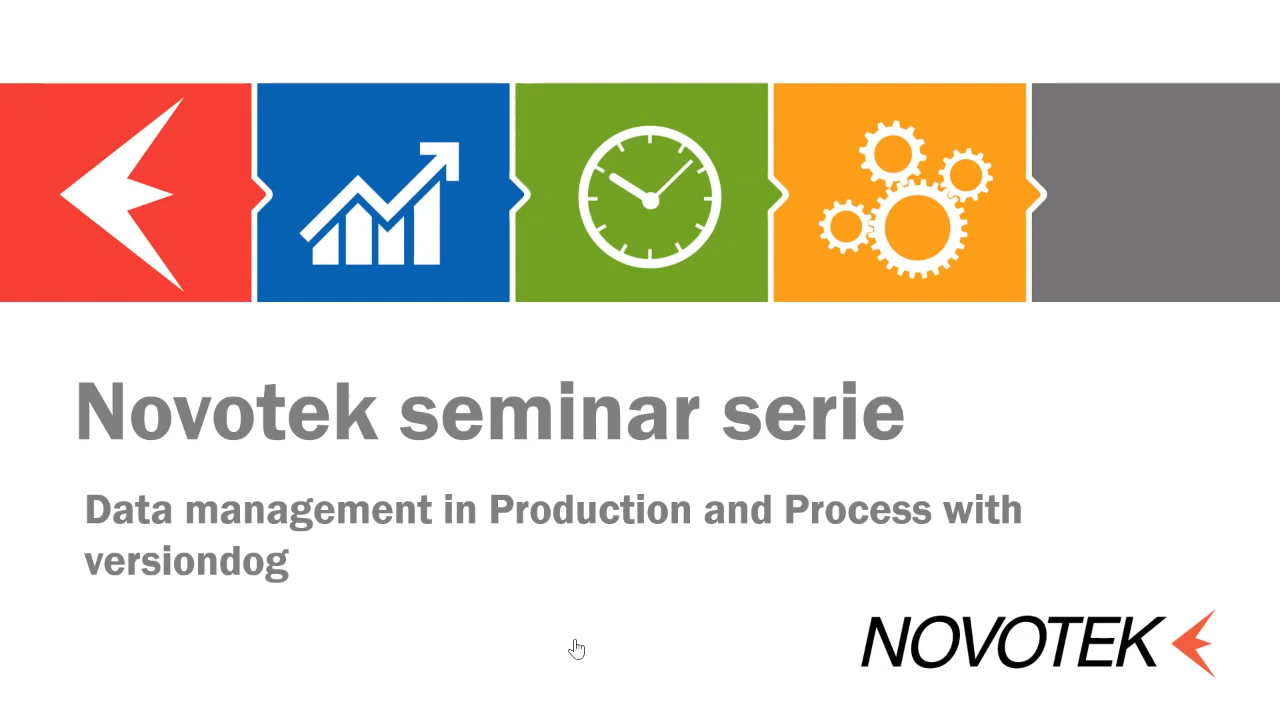 Novotek seminar serie
Data management in Production and Process with
versiondog
NOVOTEK